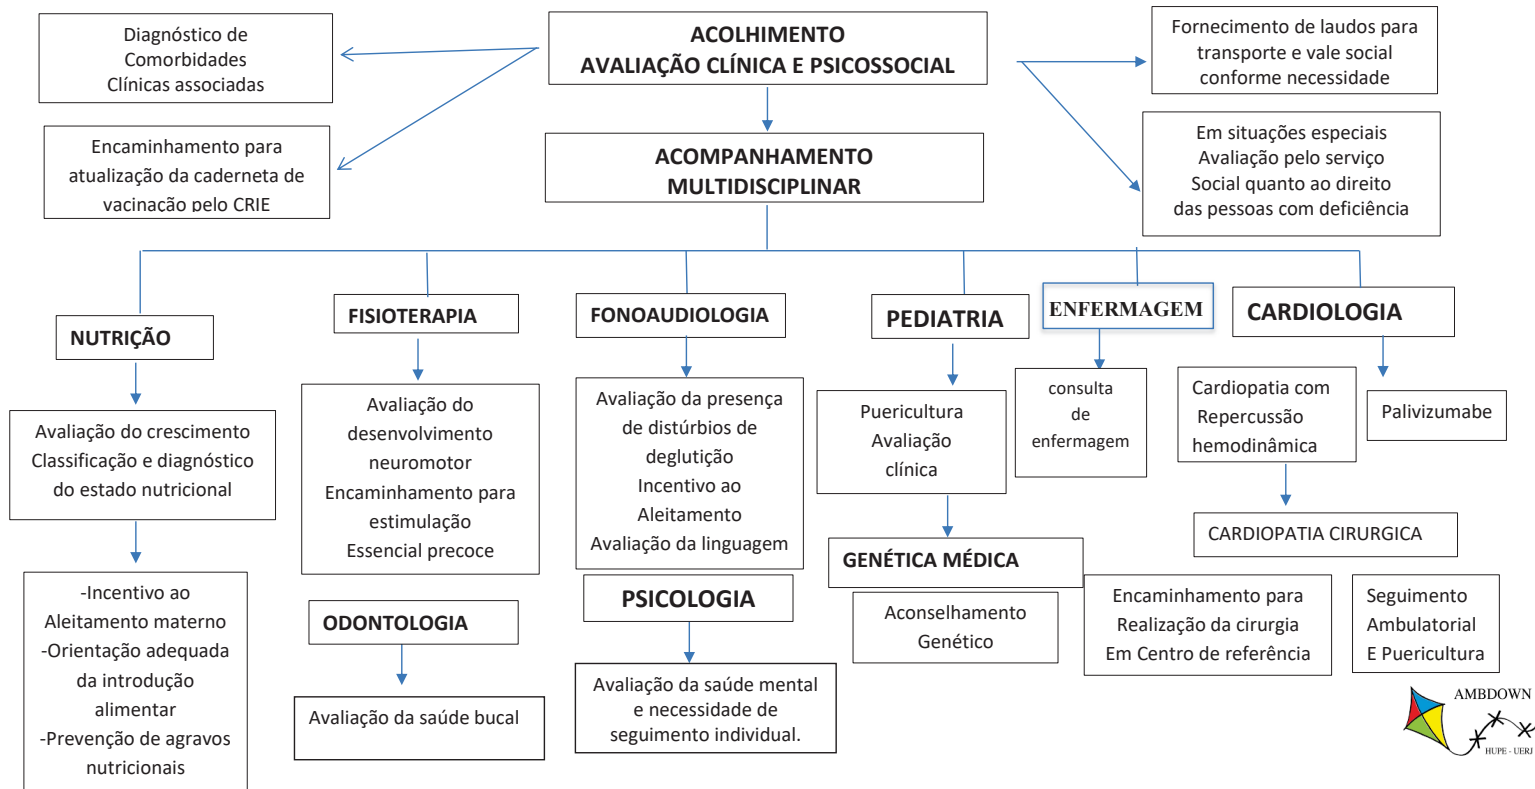 Diagnóstico de
Comorbidades
Clínicas associadas
ACOLHIMENTO
AVALIAÇÃO CLÍNICA E PSICOSSOCIAL
Fornecimento de laudos para
transporte e vale social
conforme necessidade
Encaminhamento para
atualização da caderneta de
vacinação pelo CRIE
ACOMPANHAMENTO
MULTIDISCIPLINAR
Em situações especiais
Avaliação pelo serviço
Social quanto ao direito
das pessoas com deficiência
NUTRIÇÃO
Avaliação do crescimento
Classificação e diagnóstico
do estado nutricional
-Incentivo ao
Aleitamento materno
-Orientação adequada
da introdução
alimentar
-Prevenção de agravos
nutricionais
FISIOTERAPIA
Avaliação do
desenvolvimento
neuromotor
Encaminhamento para
estimulação
Essencial precoce
ODONTOLOGIA
Avaliação da saúde bucal
FONOAUDIOLOGIA
Avaliação da presença
de distúrbios de
deglutição
Incentivo ao
Aleitamento
Avaliação da linguagem
PSICOLOGIA
Avaliação da saúde mental
e necessidade de
seguimento individual.
PEDIATRIA
Puericultura
Avaliação
clínica
GENÉTICA MÉDICA
Aconselhamento
Genético
ENFERMAGEM
consulta
de
enfermagem
CARDIOLOGIA
Cardiopatia com
Repercussão
hemodinâmica
Palivizumabe
CARDIOPATIA CIRURGICA
Encaminhamento para
Realização da cirurgia
Em Centro de referência
Seguimento
Ambulatorial
E Puericultura
AMBDOWN
HUPE - UERJ